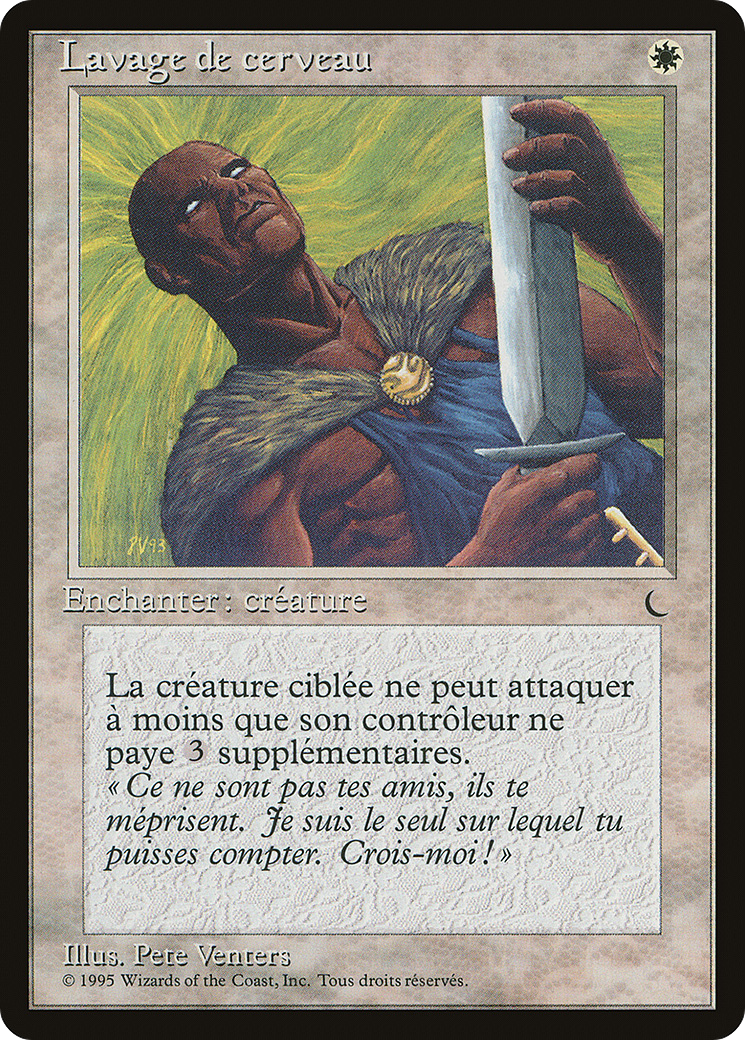 Lavage de cerveau
PV93
Enchanter : créature
La créature ciblée ne peut attaquer
à moins que son contrôleur ne
paye 3 supplémentaires.
« Ce ne sont pas tes amis, ils te
méprisent. Je suis le seul sur lequel tu
puisses compter. Crois-moi ! »
Illus. Pete Venters
© 1995 Wizards of the Coast, Inc. Tous droits réservés.